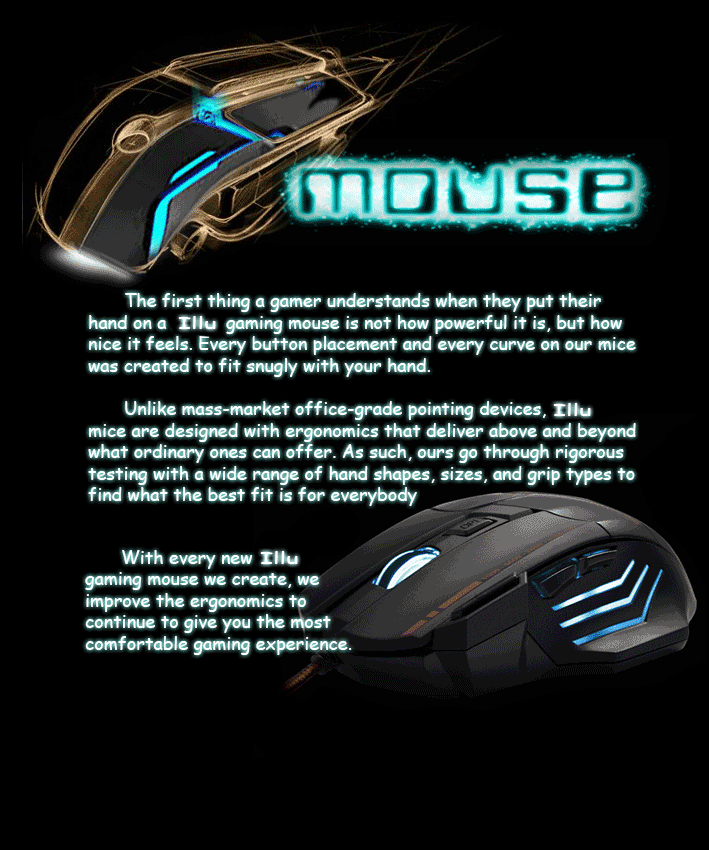 mouse
The first thing a gamer understands when they put their
hand on a Illu gaming mouse is not how powerful it is, but how
nice it feels. Every button placement and every curve on our mice
was created to fit snugly with your hand.
Unlike mass-market office-grade pointing devices, Illu
mice are designed with ergonomics that deliver above and beyond
what ordinary ones can offer. As such, ours go through rigorous
testing with a wide range of hand shapes, sizes, and grip types to
find what the best fit is for everybody
With every new Illu
gaming mouse we create, we
improve the ergonomics to
continue to give you the most
comfortable gaming experience.